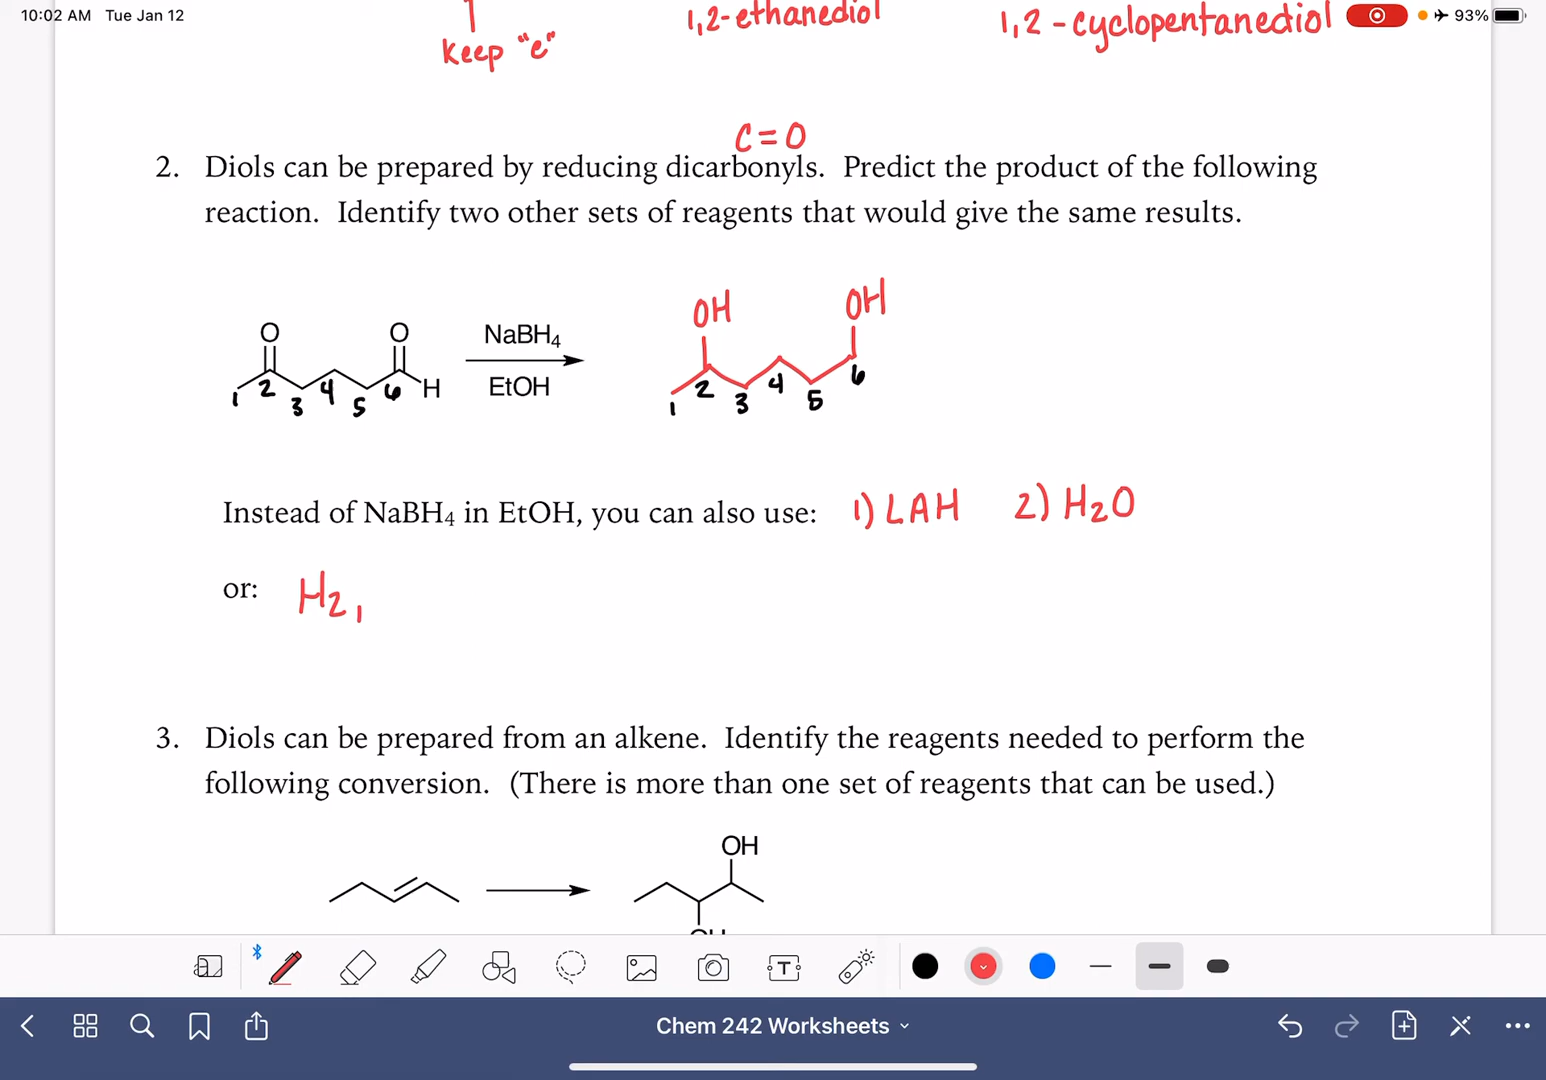 10:02 AM Tue Jan 12
93%
keep "e"
1,2-ethanediol
1,2-cyclopentanediol
C=O
2. Diols can be prepared by reducing dicarbonyls. Predict the product of the following
reaction. Identify two other sets of reagents that would give the same results.
OH OH
O O NaBH4
H EtOH
1 2 3 4 5 6
1 2 3 4 5 6
Instead of NaBH4 in EtOH, you can also use: 1) LAH 2) H2O
or: H2,
3. Diols can be prepared from an alkene. Identify the reagents needed to perform the
following conversion. (There is more than one set of reagents that can be used.)
OH
OH
a
T
Chem 242 Worksheets